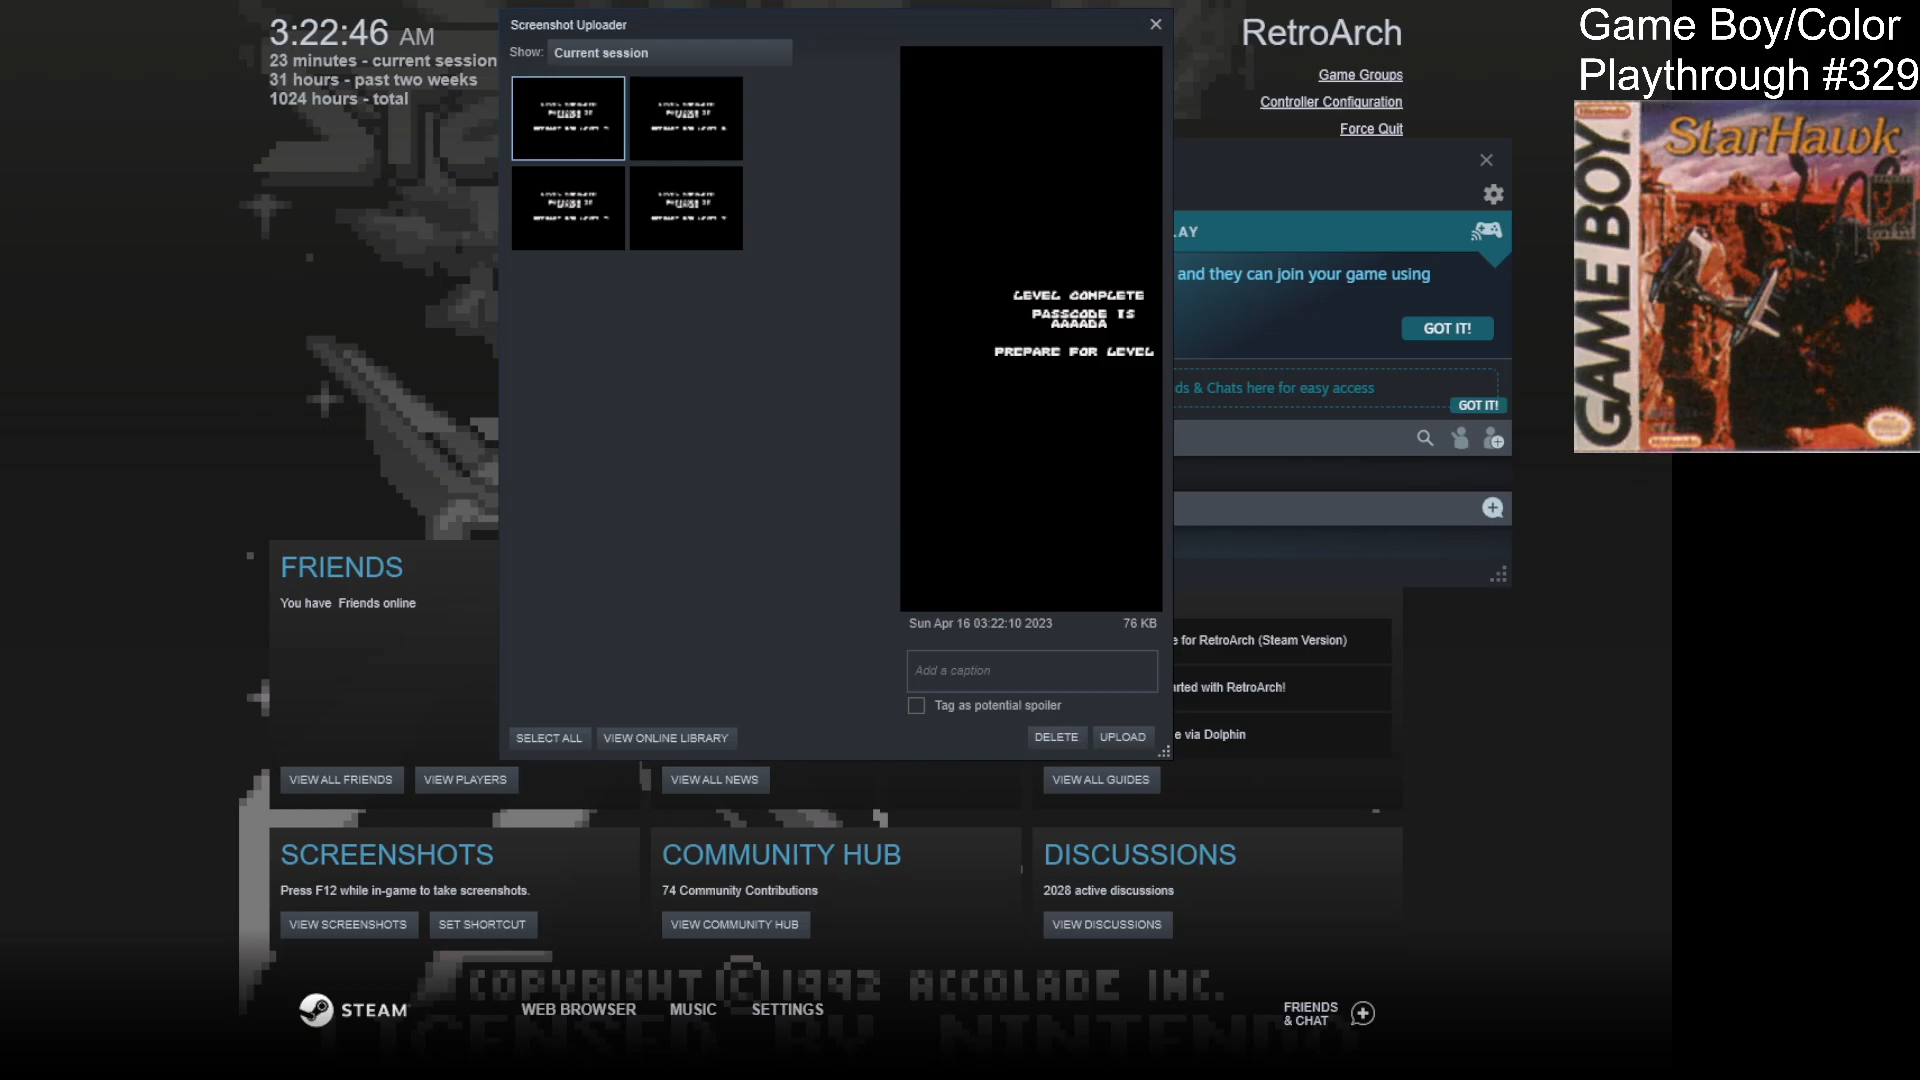 3:22:46 AM
23 minutes - current session
31 hours - past two weeks
1024 hours - total
Screenshot Uploader
Show: Current session
LEVEL COMPLETE
PASSCODE IS
AAAADA
PREPARE FOR LEVEL
Sun Apr 16 03:22:10 2023 76 KB
Add a caption
Tag as potential spoiler
SELECT ALL VIEW ONLINE LIBRARY DELETE UPLOAD
RetroArch
Game Groups
Controller Configuration
Force Quit
AY
and they can join your game using
GOT IT!
ds & Chats here for easy access
GOT IT!
e for RetroArch (Steam Version)
arted with RetroArch!
e via Dolphin
Game Boy/Color
Playthrough #329
Nintendo
GAME BOY
StarHawk
Nintendo
FRIENDS
You have Friends online
VIEW ALL FRIENDS VIEW PLAYERS VIEW ALL NEWS VIEW ALL GUIDES
SCREENSHOTS
Press F12 while in-game to take screenshots.
VIEW SCREENSHOTS SET SHORTCUT
COMMUNITY HUB
74 Community Contributions
VIEW COMMUNITY HUB
DISCUSSIONS
2028 active discussions
VIEW DISCUSSIONS
COPYRIGHT © 1992 ACCOLADE INC.
LICENSED BY NINTENDO
STEAM WEB BROWSER MUSIC SETTINGS
FRIENDS
& CHAT